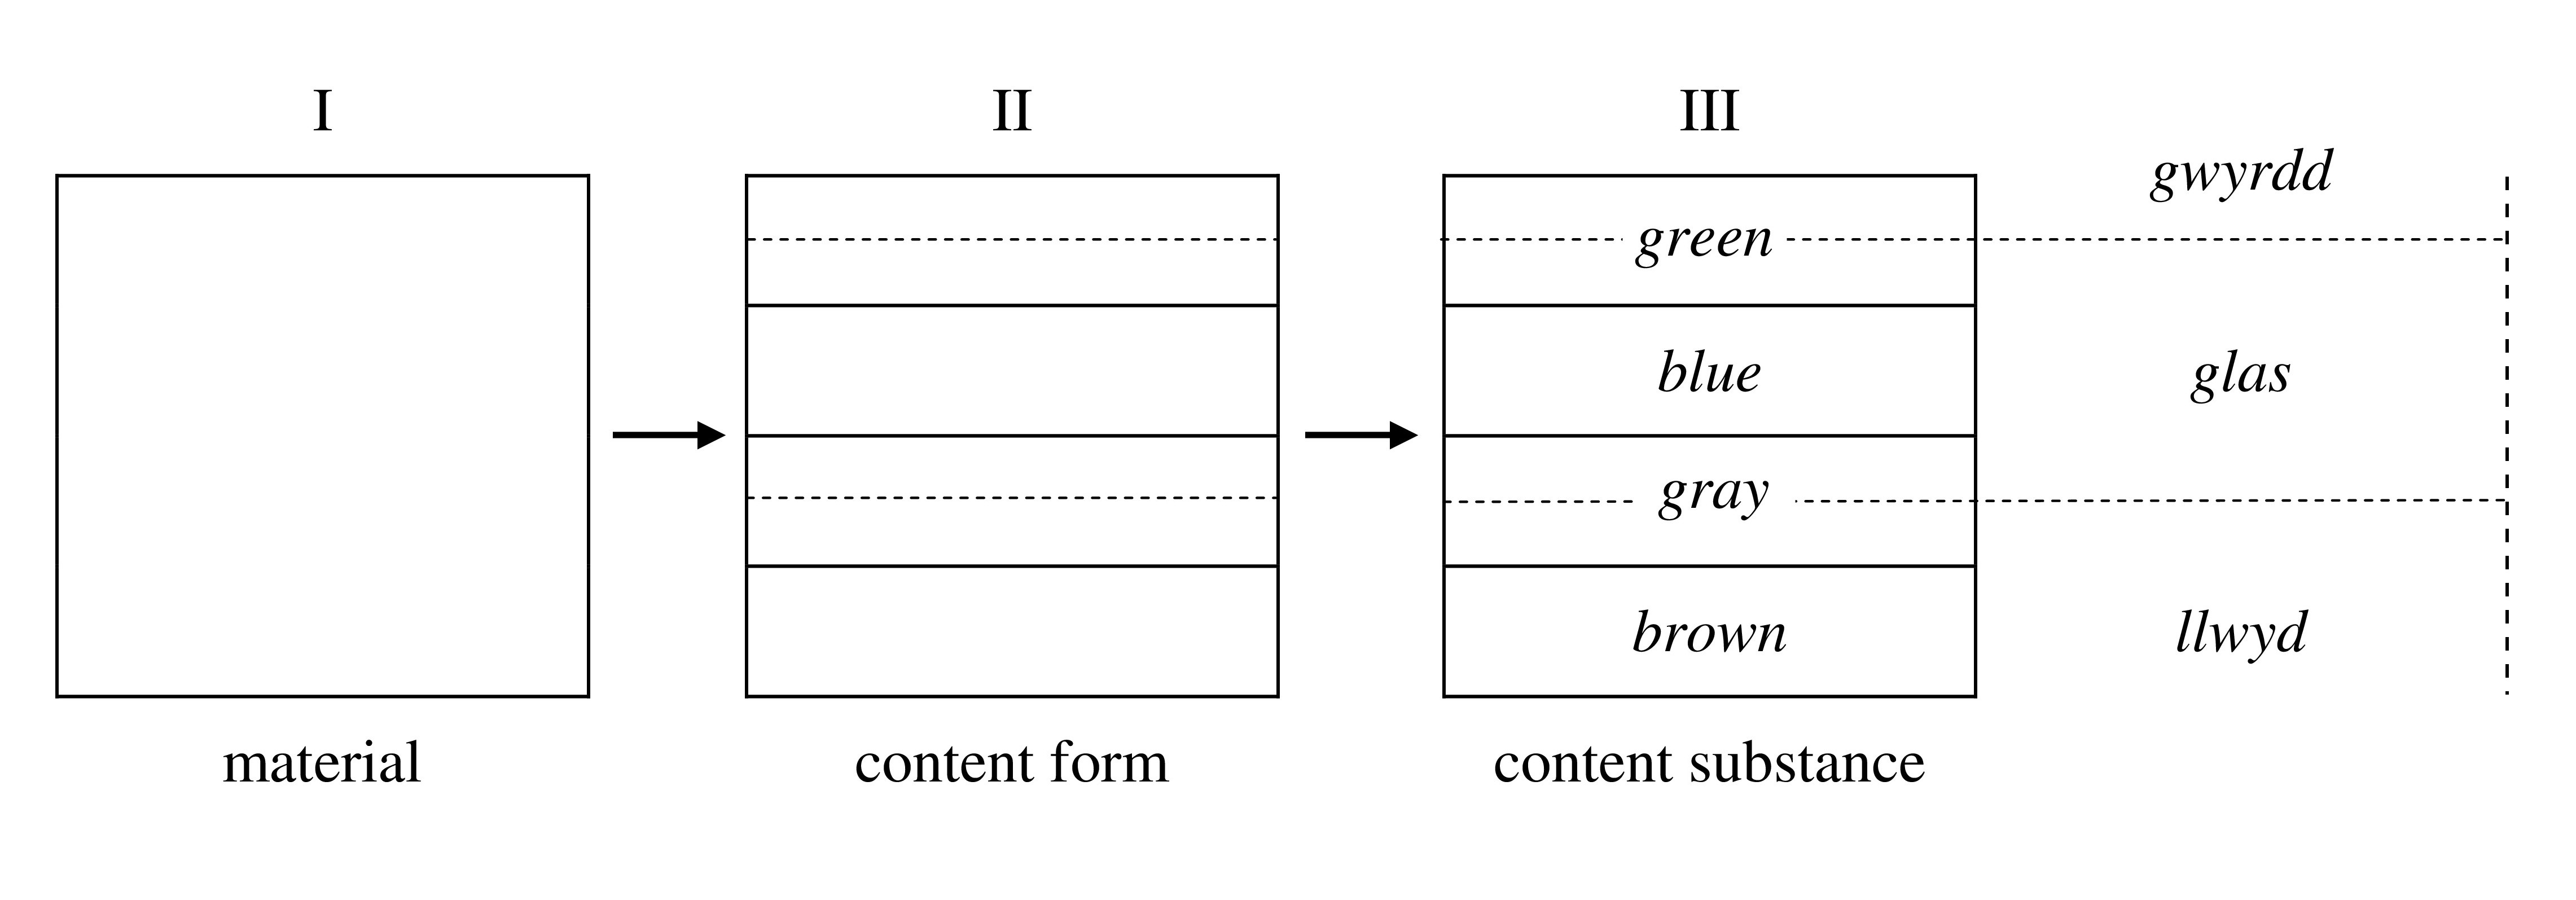 I
II
III
gwyrdd
green
blue
glas
gray
brown
llwyd
material
content form
content substance